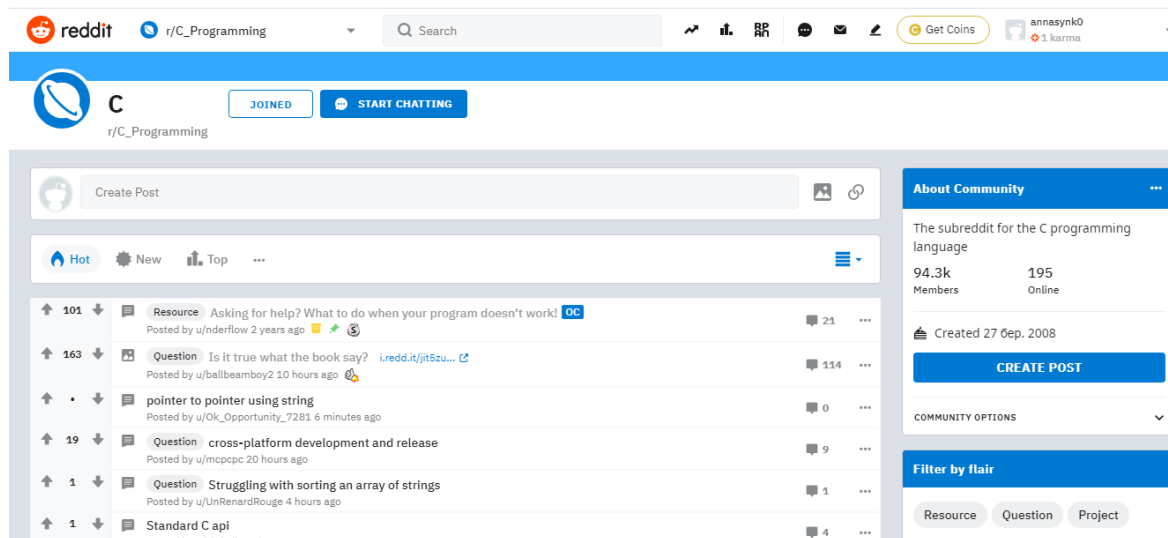 reddit r/C_Programming Search Get Coins annasynk0
1 karma
C JOINED START CHATTING
r/C_Programming
Create Post
Hot New Top
101 Resource Asking for help? What to do when your program doesn't work! OC 21
Posted by u/nderflow 2 years ago
163 Question Is it true what the book say? i.redd.it/jit5zu... 114
Posted by u/ballbeamboy2 10 hours ago
• pointer to pointer using string 0
Posted by u/Ok_Opportunity_7281 6 minutes ago
19 Question cross-platform development and release 9
Posted by u/mcpcpc 20 hours ago
1 Question Struggling with sorting an array of strings 1
Posted by u/UnRenardRouge 4 hours ago
1 Standard C api 4
About Community
The subreddit for the C programming
language
94.3k 195
Members Online
Created 27 бер. 2008
CREATE POST
COMMUNITY OPTIONS
Filter by flair
Resource Question Project